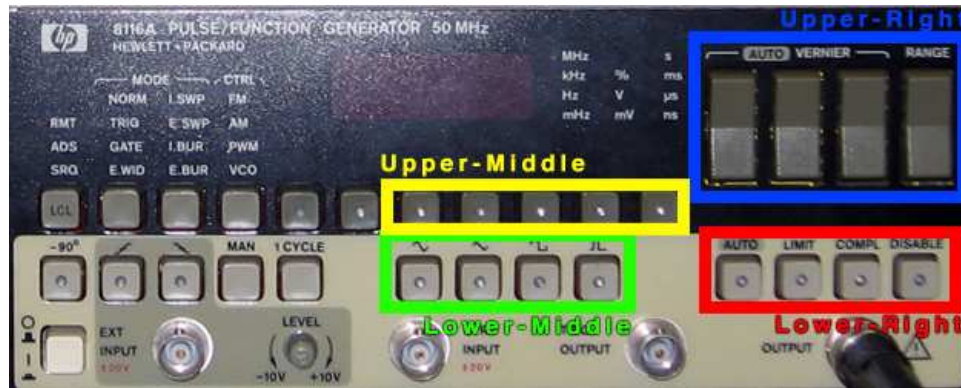 Upper-Right
hp 8116A PULSE/FUNCTION GENERATOR 50 MHz
HEWLETT·PACKARD
AUTO VERNIER RANGE
MODE CTRL
MHz s
NORM I.SWP FM
kHz % ms
RMT TRIG E.SWP AM
Hz V µs
ADS GATE I.BUR PWM
mHz mV ns
SRQ E.WID E.BUR VCO
Upper-Middle
LCL
-90° MAN 1 CYCLE
AUTO LIMIT COMPL DISABLE
Lower-Middle
Lower-Right
EXT
INPUT
±20V
LEVEL
-10V +10V
INPUT
±20V
OUTPUT
OUTPUT